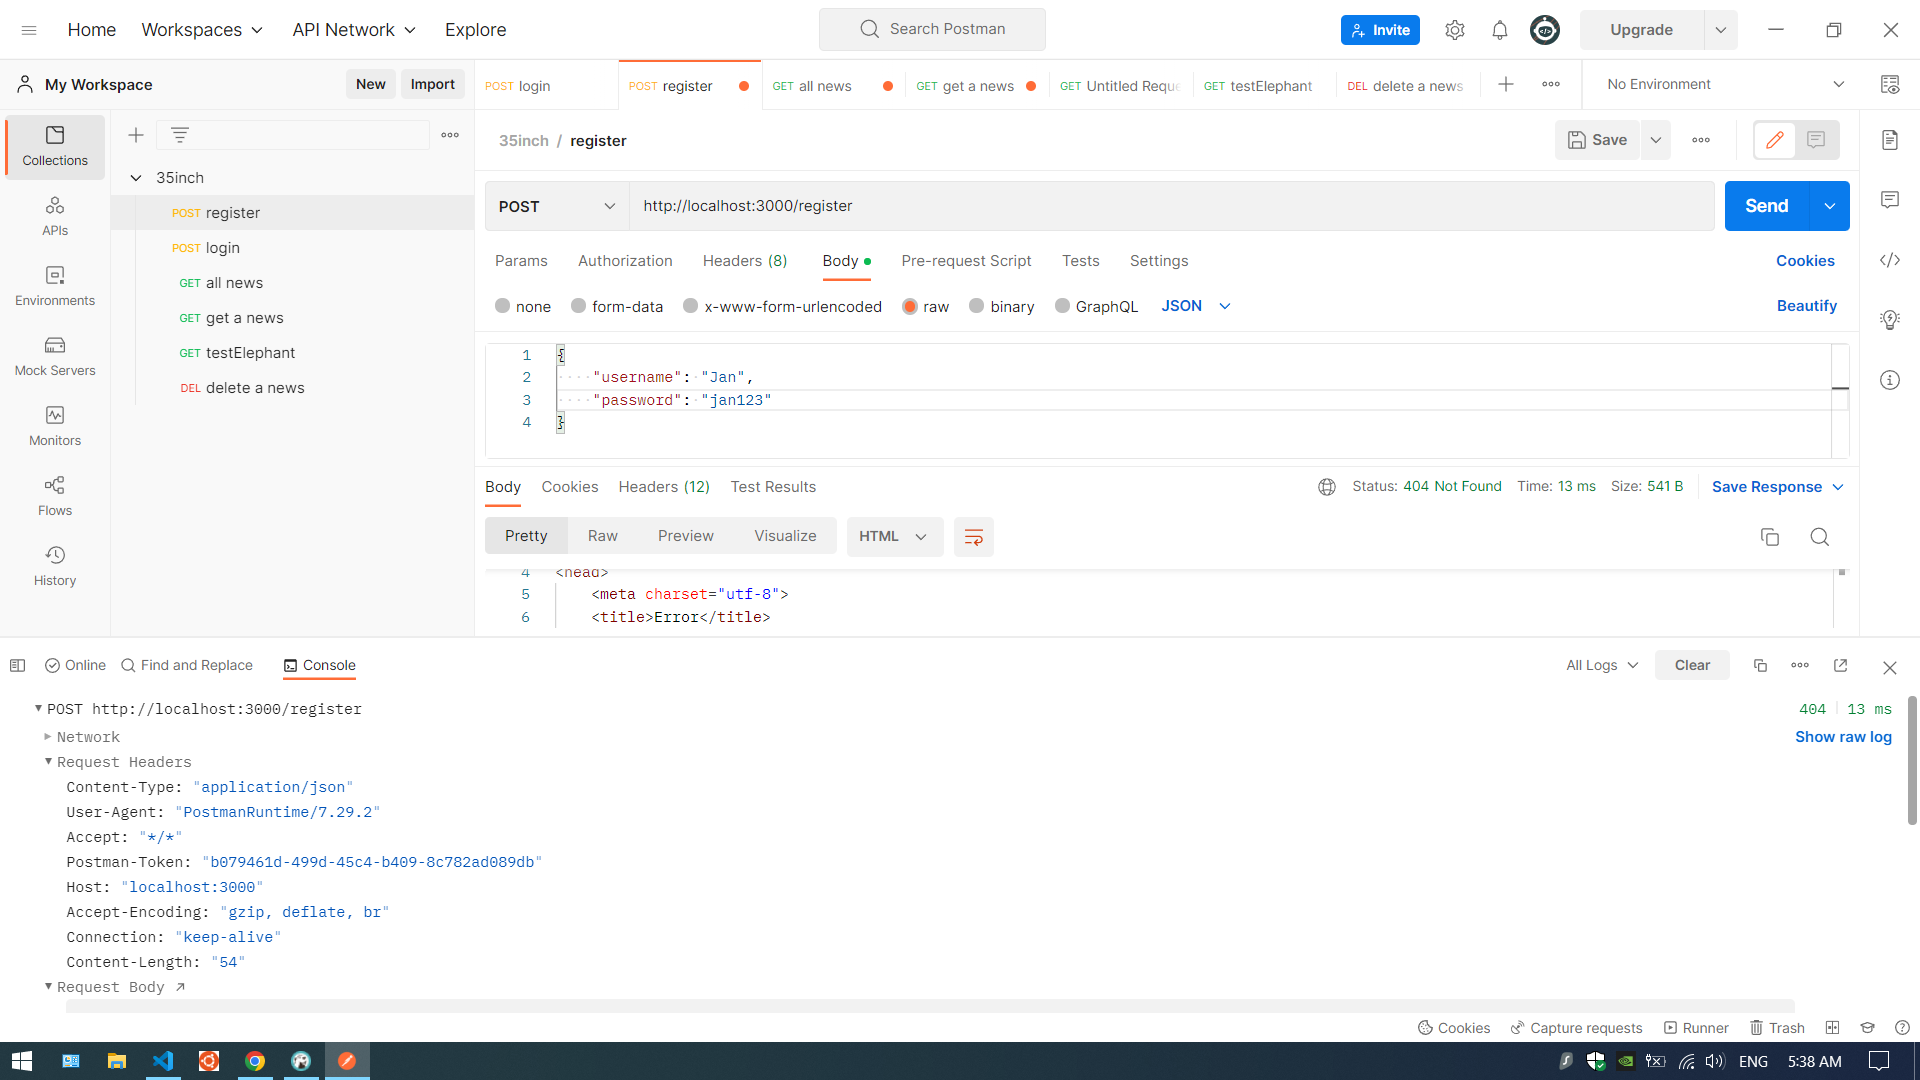 Home Workspaces API Network Explore Search Postman Invite Upgrade
My Workspace New Import POST login POST register GET all news GET get a news GET Untitled Reque GET testElephant DEL delete a news No Environment
35inch / register Save
Collections
APIs
Environments
Mock Servers
Monitors
Flows
History
35inch
POST register
POST login
GET all news
GET get a news
GET testElephant
DEL delete a news
POST http://localhost:3000/register Send
Params Authorization Headers (8) Body Pre-request Script Tests Settings Cookies
none form-data x-www-form-urlencoded raw binary GraphQL JSON Beautify
1 {
2 "username": "Jan",
3 "password": "jan123"
4 }
Body Cookies Headers (12) Test Results Status: 404 Not Found Time: 13 ms Size: 541 B Save Response
Pretty Raw Preview Visualize HTML
4 <head>
5 <meta charset="utf-8">
6 <title>Error</title>
Online Find and Replace Console All Logs Clear
POST http://localhost:3000/register 404 13 ms
Network Show raw log
Request Headers
Content-Type: "application/json"
User-Agent: "PostmanRuntime/7.29.2"
Accept: "*/*"
Postman-Token: "b079461d-499d-45c4-b409-8c782ad089db"
Host: "localhost:3000"
Accept-Encoding: "gzip, deflate, br"
Connection: "keep-alive"
Content-Length: "54"
Request Body
Cookies Capture requests Runner Trash
ENG 5:38 AM